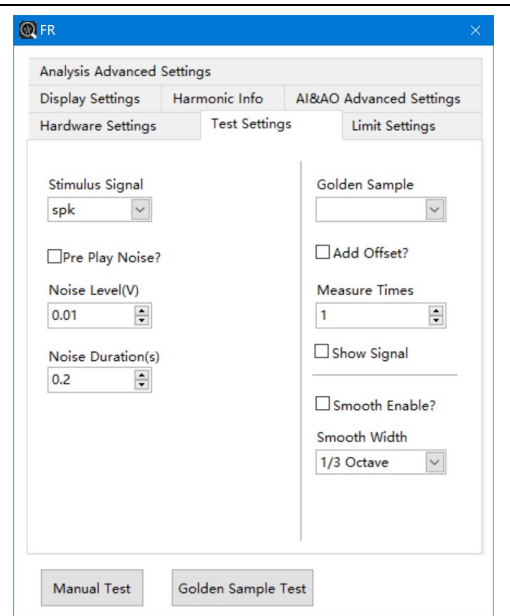 FR
Analysis Advanced Settings
Display Settings Harmonic Info AI&AO Advanced Settings
Hardware Settings Test Settings Limit Settings
Stimulus Signal
spk
Pre Play Noise?
Noise Level(V)
0.01
Noise Duration(s)
0.2
Golden Sample
Add Offset?
Measure Times
1
Show Signal
Smooth Enable?
Smooth Width
1/3 Octave
Manual Test Golden Sample Test